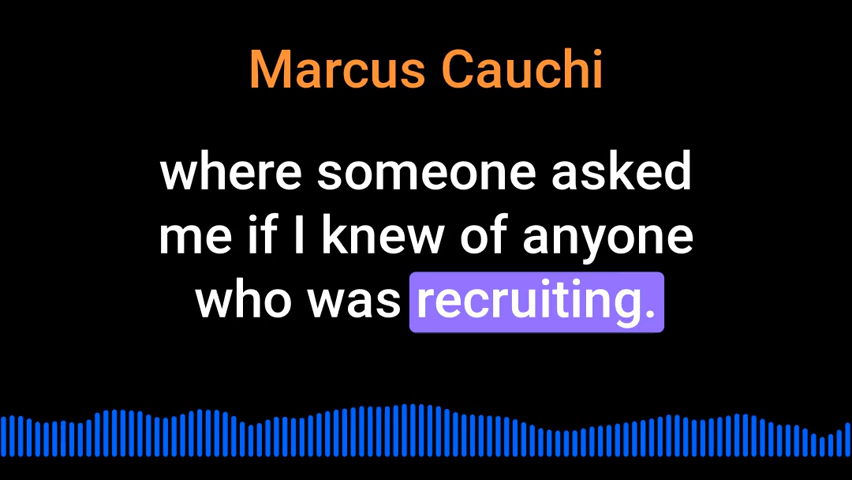 Marcus Cauchi
where someone asked
me if I knew of anyone
who was recruiting.